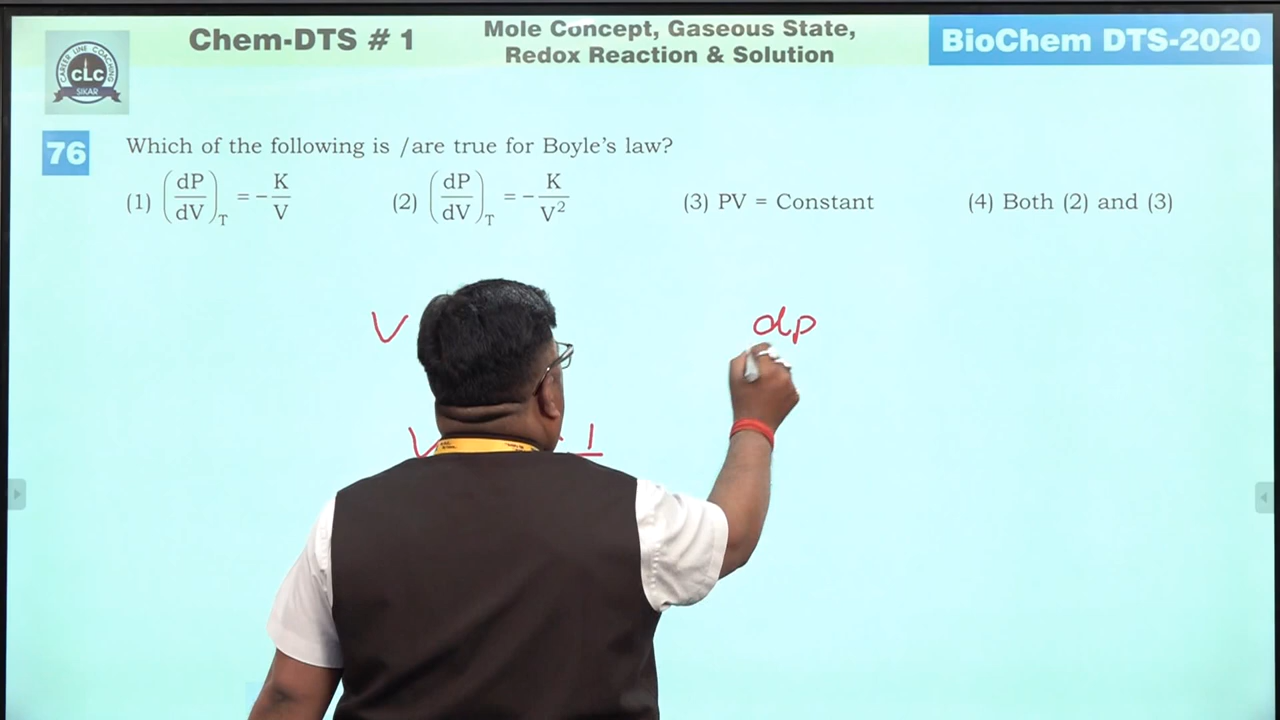 Chem-DTS # 1
Mole Concept, Gaseous State,
Redox Reaction & Solution
BioChem DTS-2020
CAREER LINE COACHING
CLC
SIKAR
76 Which of the following is /are true for Boyle's law?
(1) (dP/dV)_T = -K/V (2) (dP/dV)_T = -K/V² (3) PV = Constant (4) Both (2) and (3)
V dp
V 1